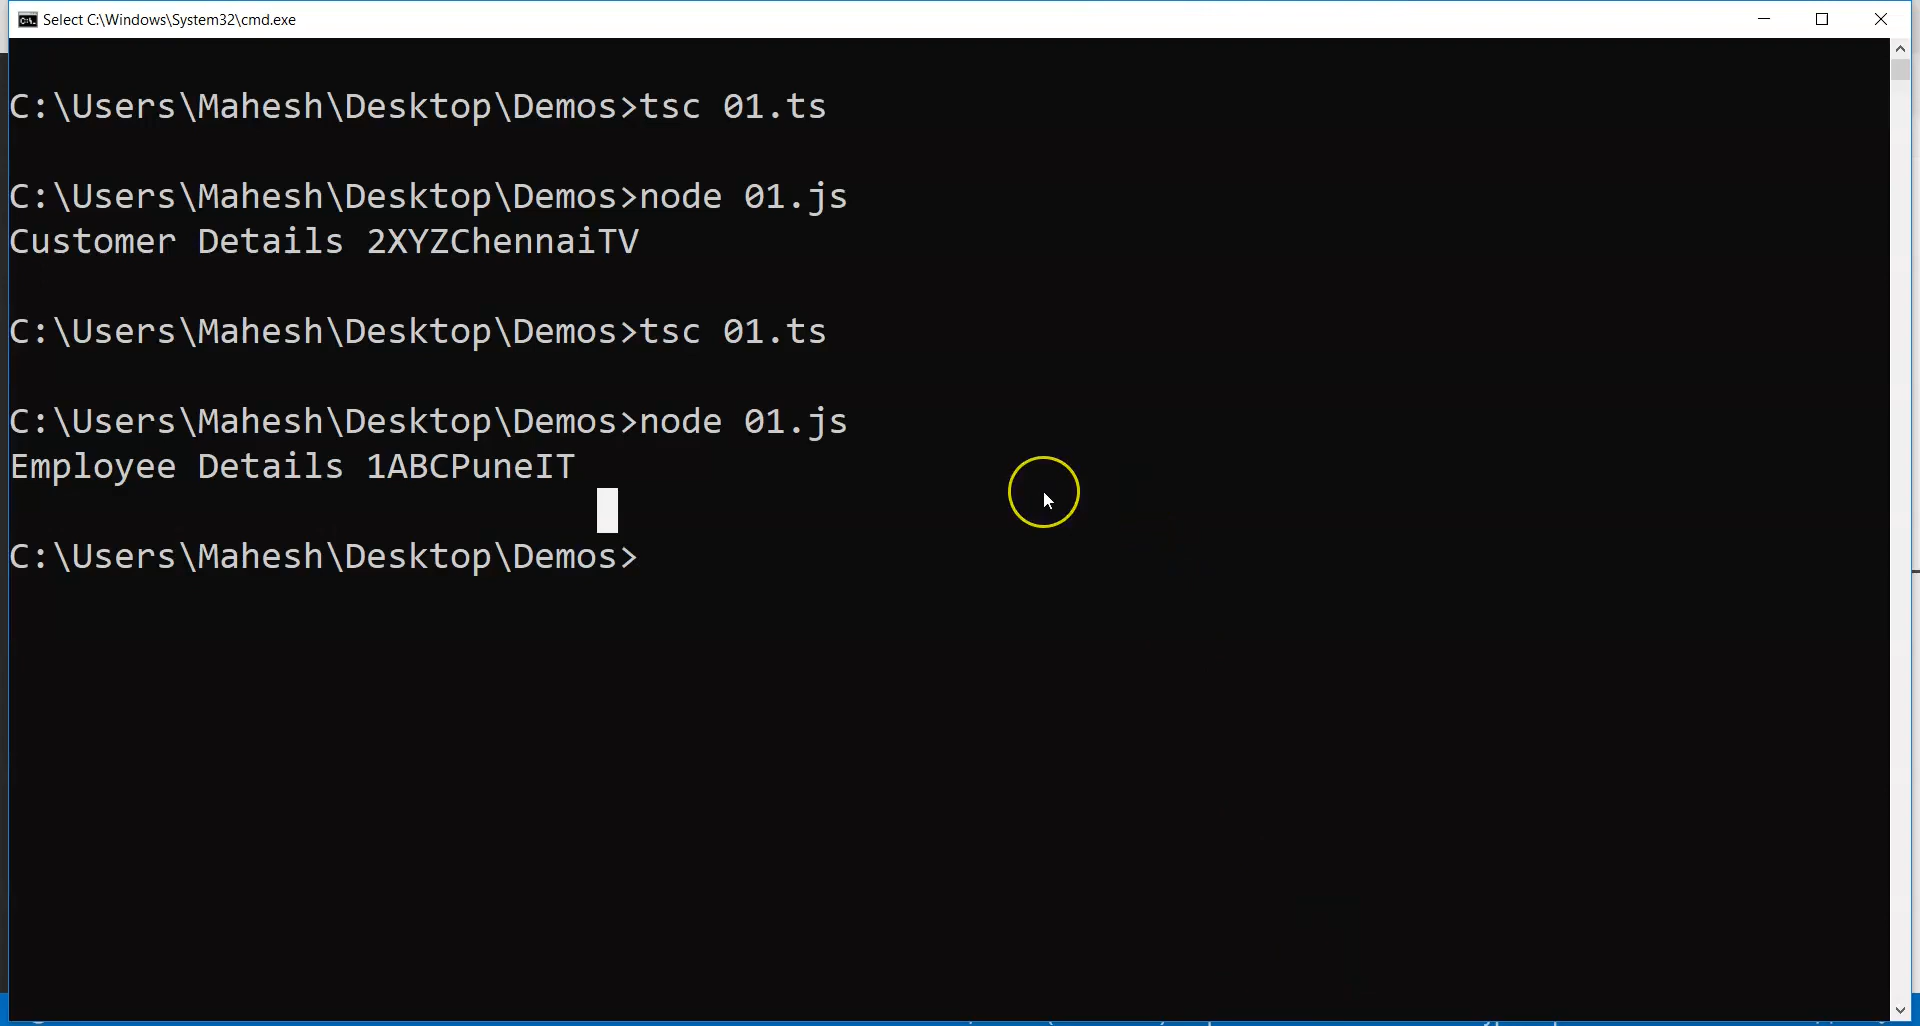 Select C:\Windows\System32\cmd.exe
C:\Users\Mahesh\Desktop\Demos>tsc 01.ts
C:\Users\Mahesh\Desktop\Demos>node 01.js
Customer Details 2XYZChennaiTV
C:\Users\Mahesh\Desktop\Demos>tsc 01.ts
C:\Users\Mahesh\Desktop\Demos>node 01.js
Employee Details 1ABCPuneIT
C:\Users\Mahesh\Desktop\Demos>